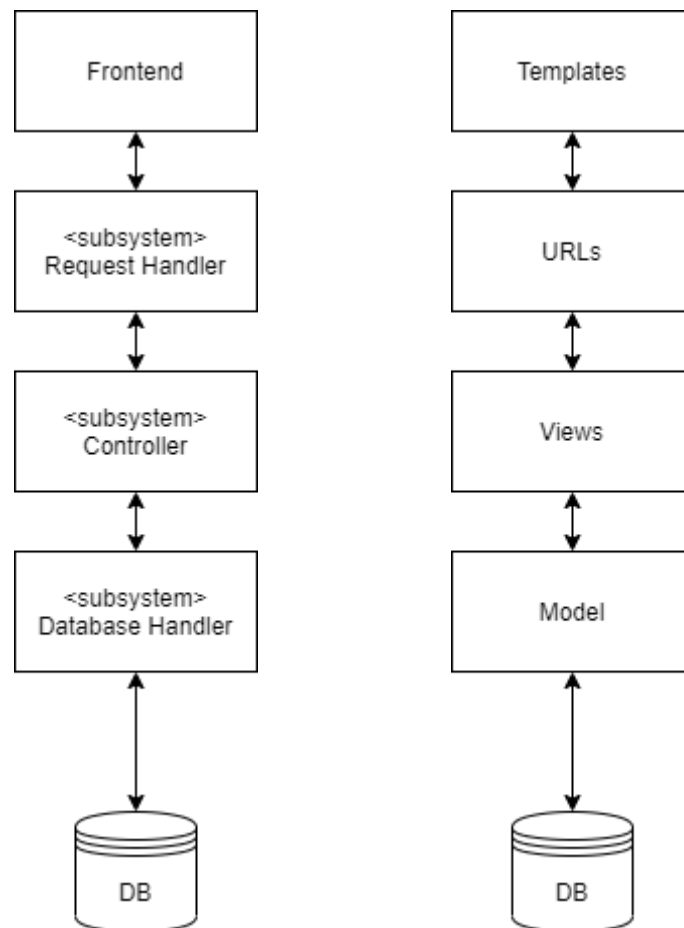 Frontend
<subsystem>
Request Handler
<subsystem>
Controller
<subsystem>
Database Handler
DB
Templates
URLs
Views
Model
DB